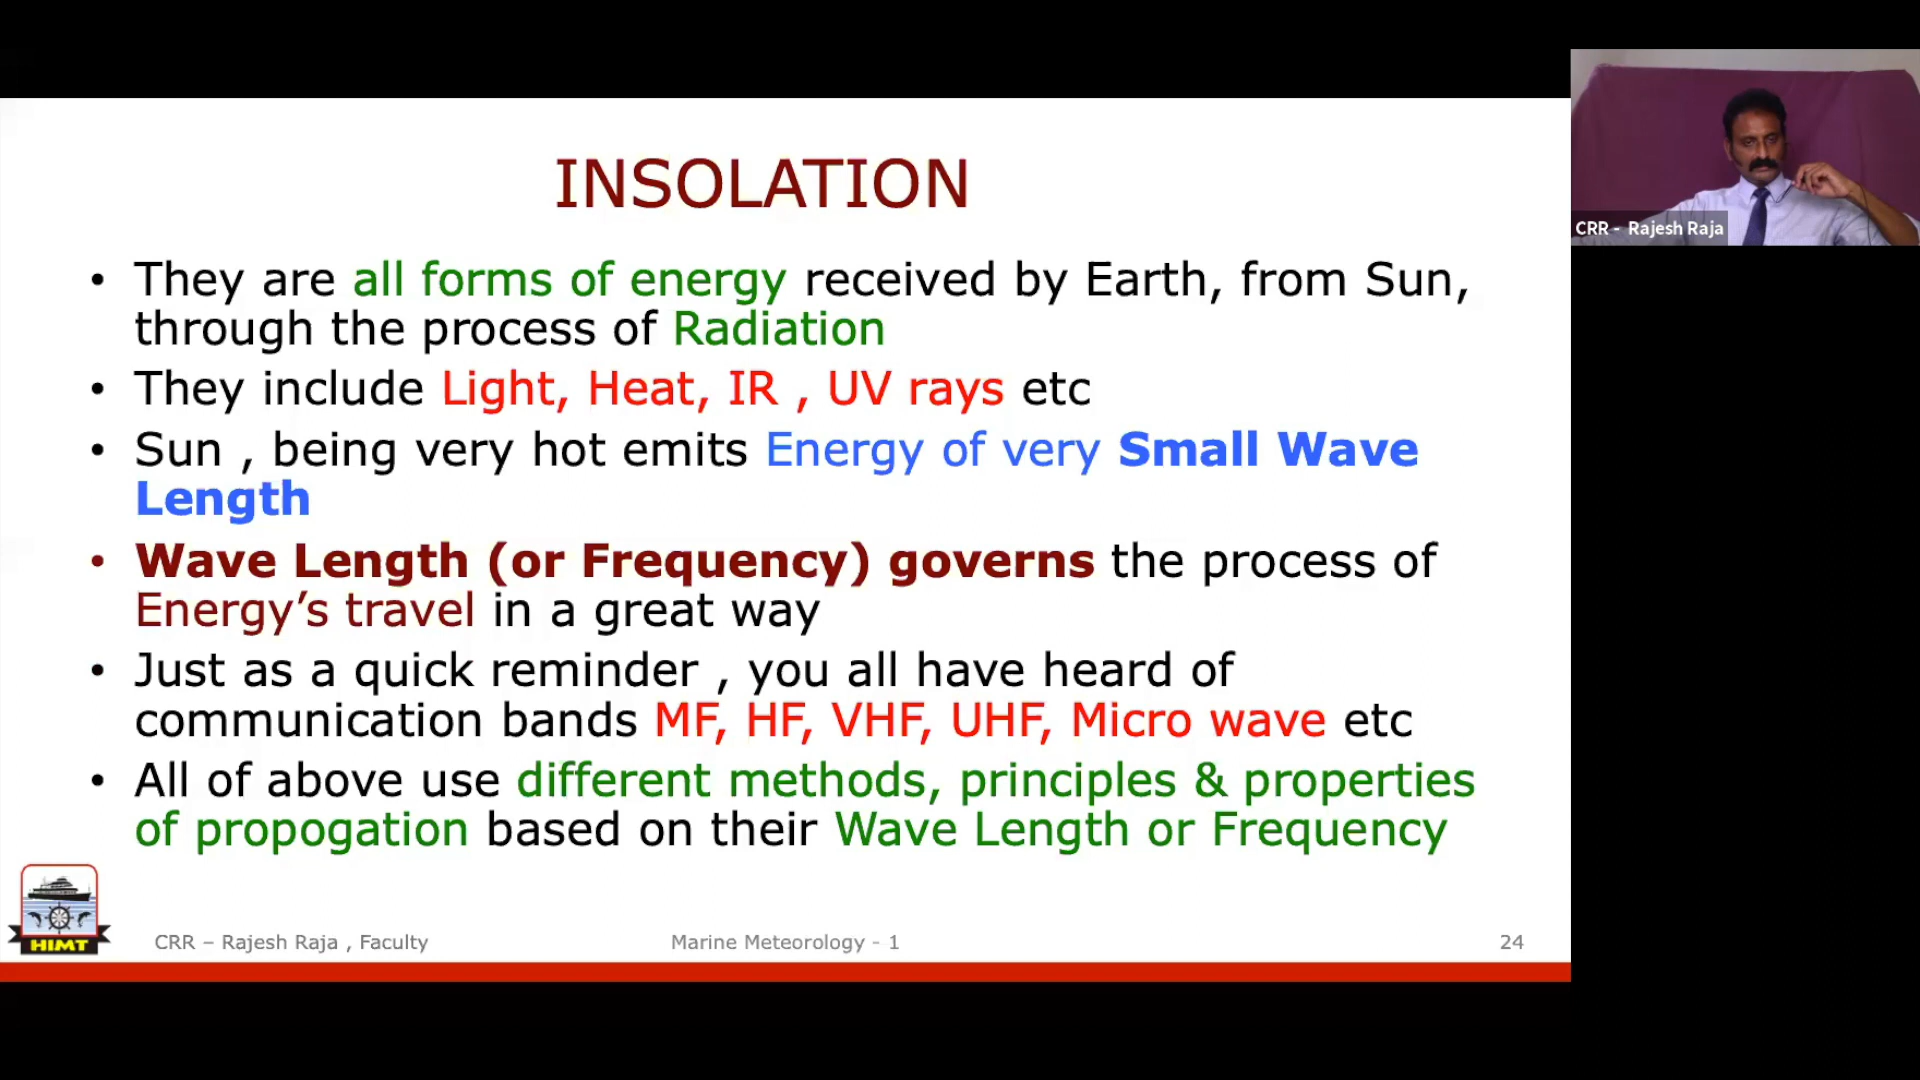 INSOLATION
• They are all forms of energy received by Earth, from Sun,
through the process of Radiation
• They include Light, Heat, IR , UV rays etc
• Sun , being very hot emits Energy of very Small Wave
Length
• Wave Length (or Frequency) governs the process of
Energy’s travel in a great way
• Just as a quick reminder , you all have heard of
communication bands MF, HF, VHF, UHF, Micro wave etc
• All of above use different methods, principles & properties
of propogation based on their Wave Length or Frequency
HIMT
CRR – Rajesh Raja , Faculty
Marine Meteorology - 1
24
CRR - Rajesh Raja